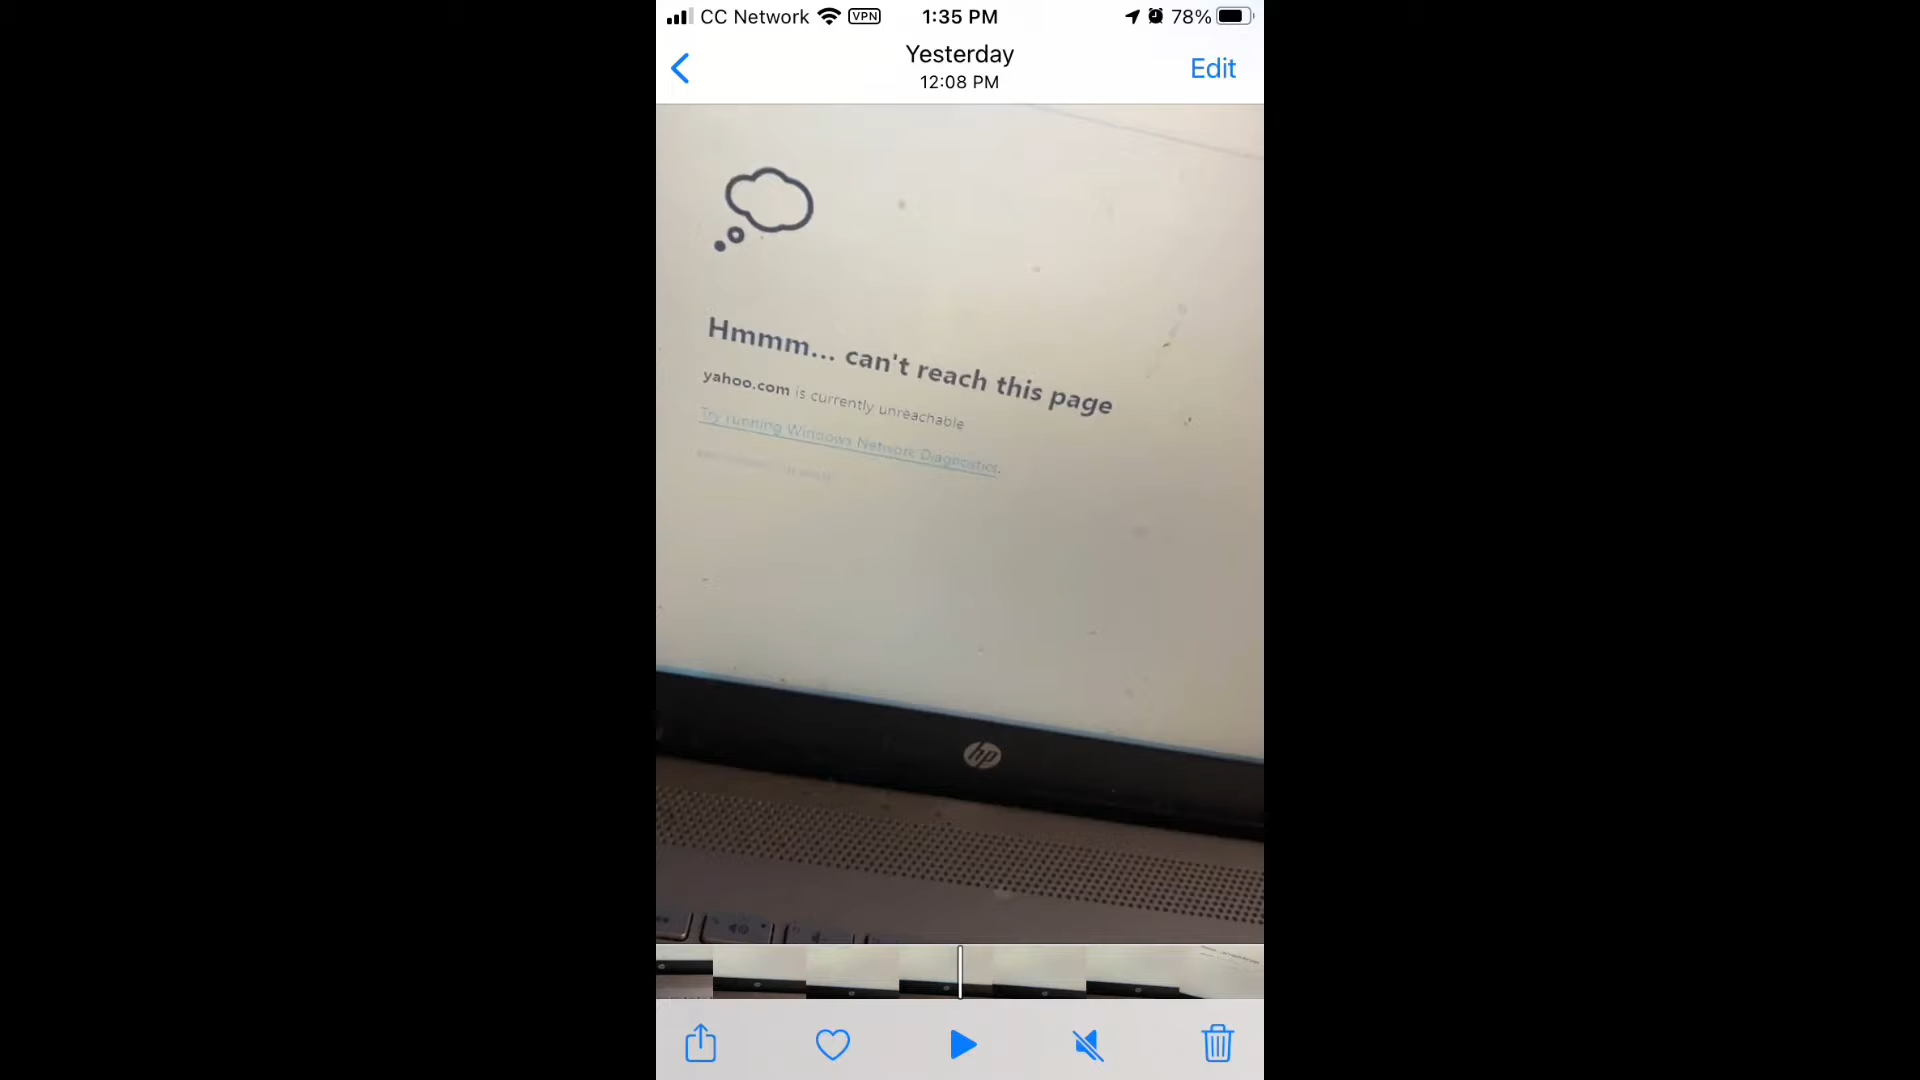 CC Network VPN 1:35 PM 78%
Yesterday
12:08 PM
Edit
Hmmm... can't reach this page
yahoo.com is currently unreachable
Try running Windows Network Diagnostics.
hp